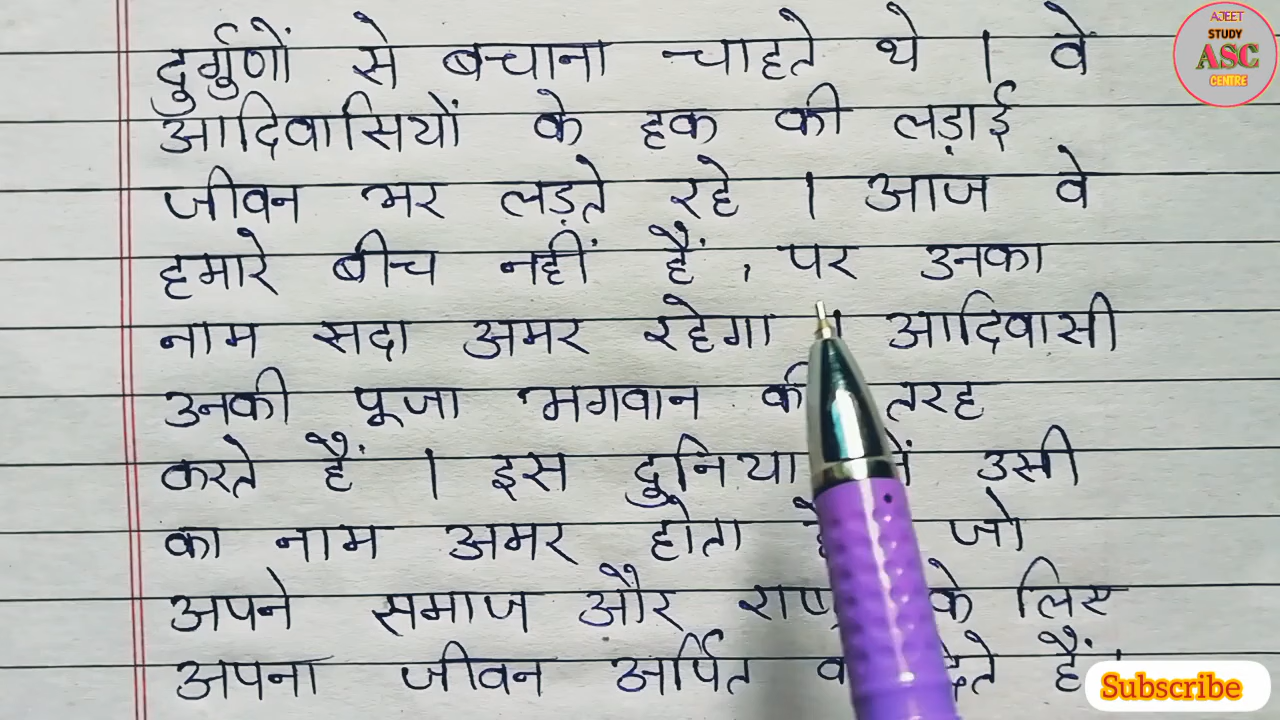 दुर्गुणों से बचाना चाहते थे । वे
आदिवासियों के हक की लड़ाई
जीवन भर लड़ते रहे । आज वे
हमारे बीच नहीं हैं , पर उनका
नाम सदा अमर रहेगा । आदिवासी
उनकी पूजा भगवान की तरह
करते हैं । इस दुनिया में उसी
का नाम अमर होता जो
अपने समाज और के लिए
अपना जीवन अर्पित देते हैं
AJEET
STUDY
ASC
CENTRE
Subscribe